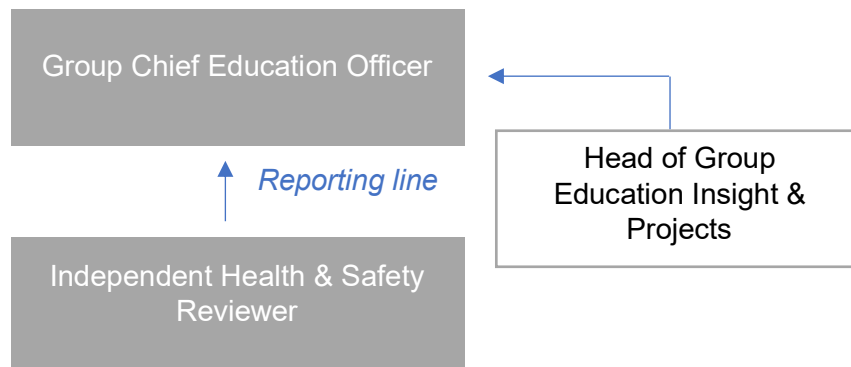 Group Chief Education Officer
Reporting line
Head of Group
Education Insight &
Projects
Independent Health & Safety
Reviewer